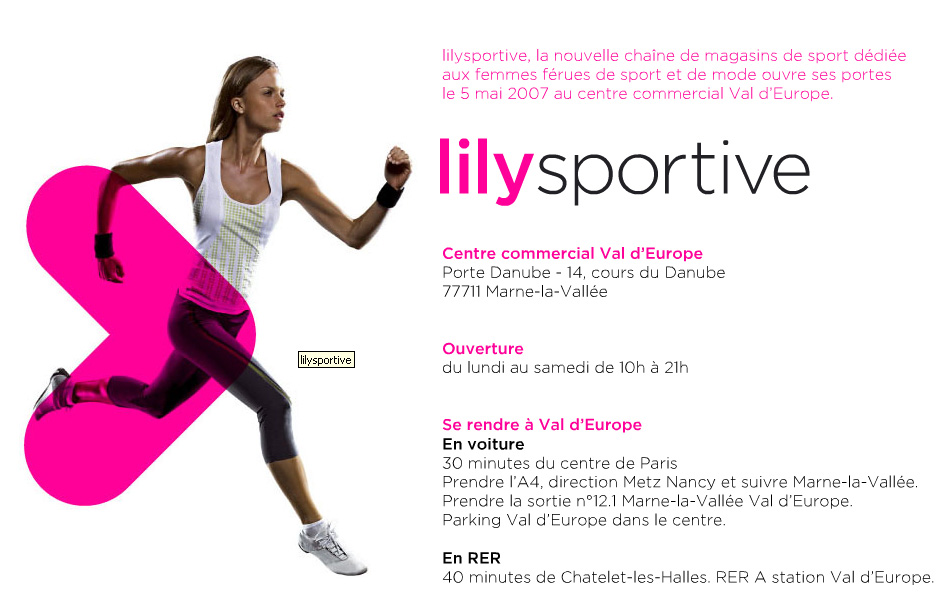 lilysportive, la nouvelle chaîne de magasins de sport dédiée
aux femmes férues de sport et de mode ouvre ses portes
le 5 mai 2007 au centre commercial Val d'Europe.
lilysportive
Centre commercial Val d'Europe
Porte Danube - 14, cours du Danube
77711 Marne-la-Vallée
lilysportive
Ouverture
du lundi au samedi de 10h à 21h
Se rendre à Val d'Europe
En voiture
30 minutes du centre de Paris
Prendre l'A4, direction Metz Nancy et suivre Marne-la-Vallée.
Prendre la sortie n°12.1 Marne-la-Vallée Val d'Europe.
Parking Val d'Europe dans le centre.
En RER
40 minutes de Chatelet-les-Halles. RER A station Val d'Europe.